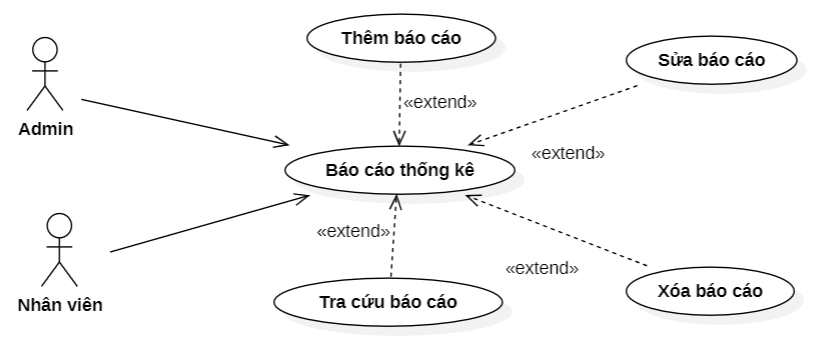 Thêm báo cáo
Sửa báo cáo
«extend»
Admin
«extend»
Báo cáo thống kê
«extend»
«extend»
Xóa báo cáo
Tra cứu báo cáo
Nhân viên